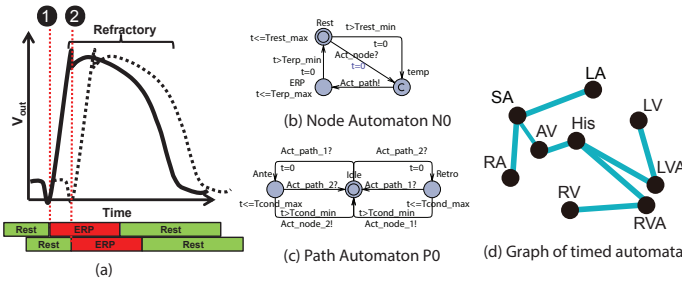 1 2
Refractory
Vout
Time
Rest ERP Rest
Rest ERP Rest
(a)
Rest
t>Trest_min
t<=Trest_max
t=0
t>Terp_min
Act_node?
t=0
t=0
temp
ERP
Act_path!
C
t<=Terp_max
(b) Node Automaton N0
Act_path_1? Act_path_2?
t=0 t=0
Ante Idle Retro
Act_path_2? Act_path_1?
t<=Tcond_max t<=Tcond_max
t>Tcond_min t>Tcond_min
Act_node_2! Act_node_1!
(c) Path Automaton P0
LA
SA
LV
AV His
RA
LVA
RV
RVA
(d) Graph of timed automata